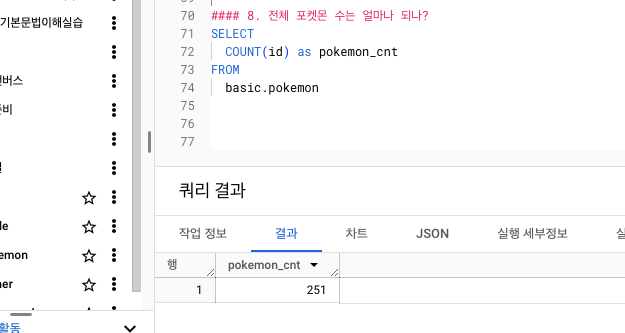 기본문법이해실습
버스
비
le
emon
er
활동
70 #### 8. 전체 포켓몬 수는 얼마나 되나?
71 SELECT
72 COUNT(id) as pokemon_cnt
73 FROM
74 basic.pokemon
75
76
77
쿼리 결과
작업 정보 결과 차트 JSON 실행 세부정보 실
행 pokemon_cnt
1 251